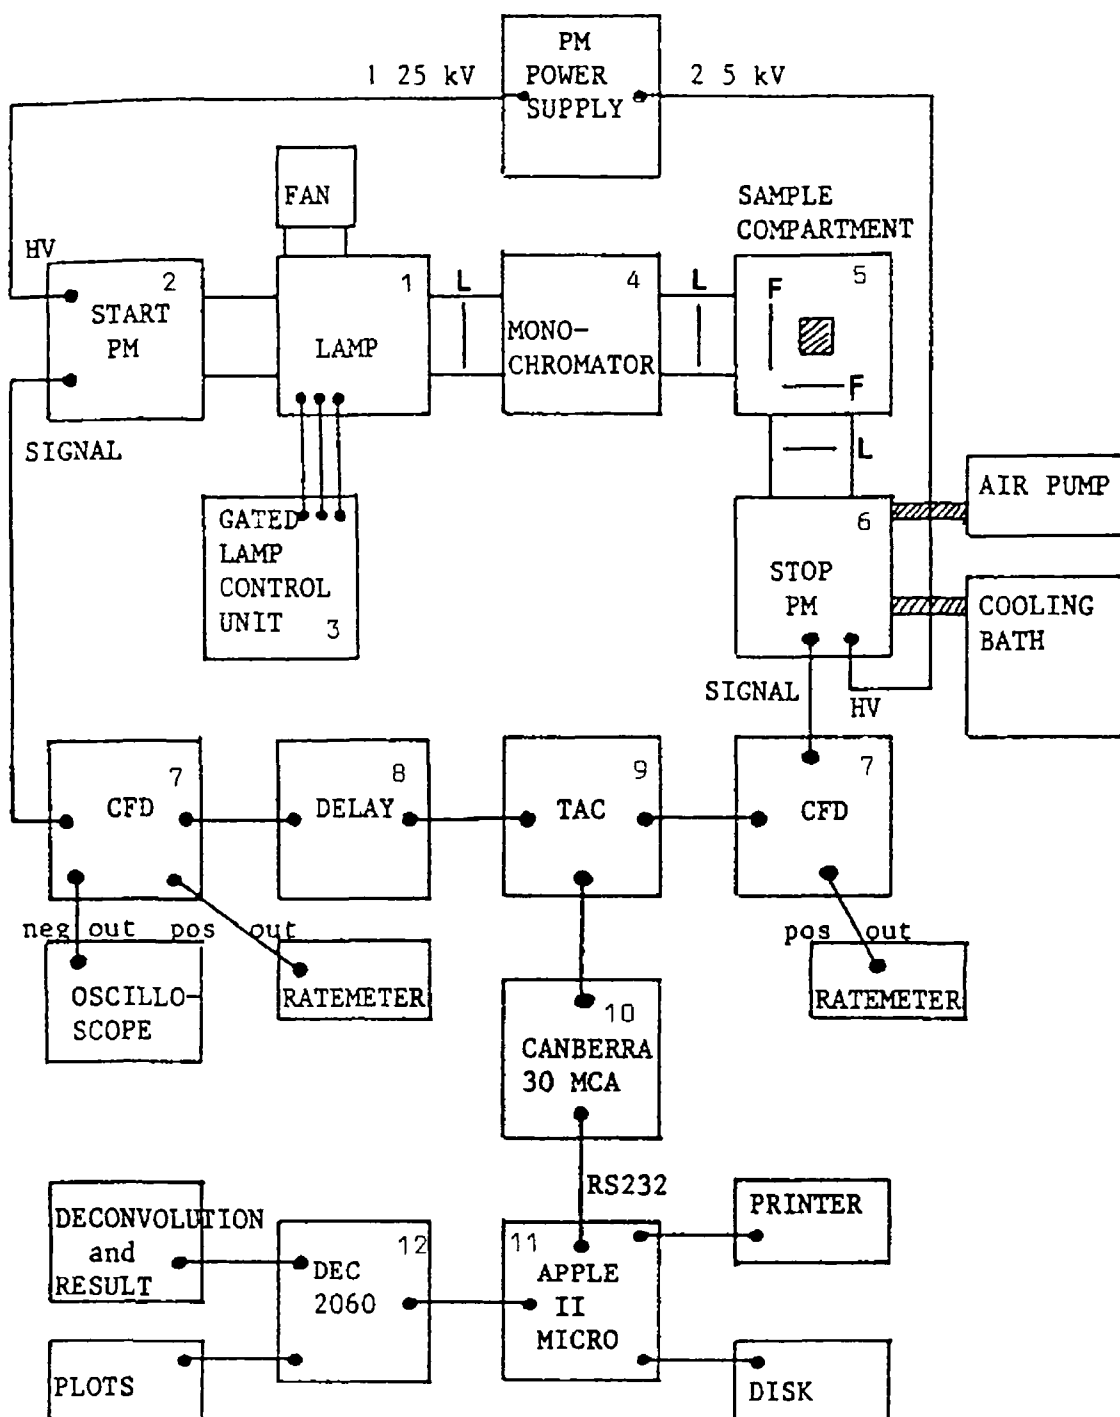 PM
POWER
SUPPLY
1 25 kV
2 5 kV
FAN
SAMPLE
COMPARTMENT
HV
2
START
PM
1
LAMP
L
4
MONO-
CHROMATOR
L
5
F
F
SIGNAL
L
AIR PUMP
GATED
LAMP
CONTROL
UNIT
3
6
STOP
PM
COOLING
BATH
SIGNAL
HV
7
CFD
8
DELAY
9
TAC
7
CFD
neg out
pos out
pos out
OSCILLO-
SCOPE
RATEMETER
RATEMETER
10
CANBERRA
30 MCA
RS232
DECONVOLUTION
and
RESULT
12
DEC
2060
11
APPLE
II
MICRO
PRINTER
PLOTS
DISK